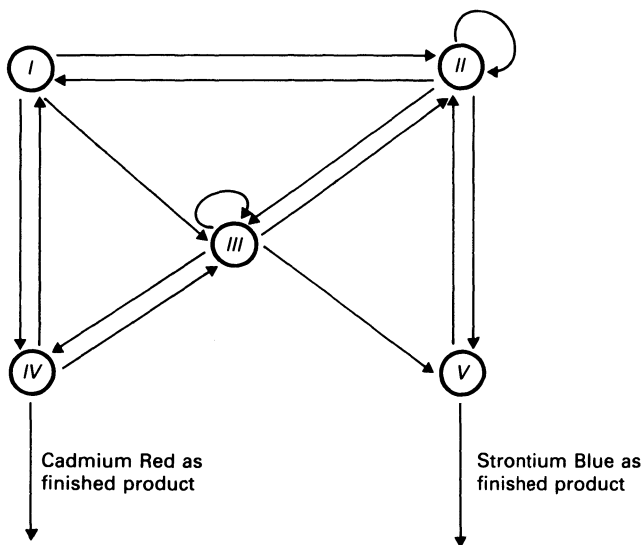 I
II
III
IV
V
Cadmium Red as
finished product
Strontium Blue as
finished product